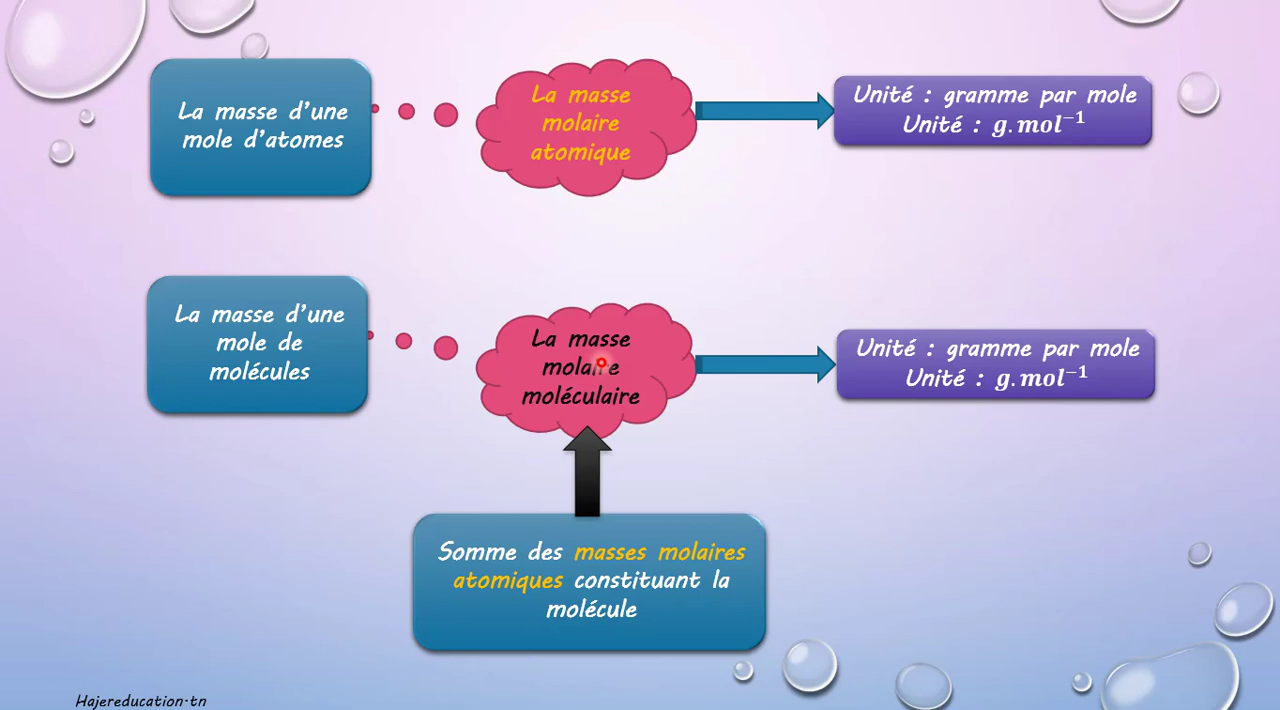 La masse d'une
mole d'atomes
La masse
molaire
atomique
Unité : gramme par mole
Unité : g.mol⁻¹
La masse d'une
mole de
molécules
La masse
molaire
moléculaire
Unité : gramme par mole
Unité : g.mol⁻¹
Somme des masses molaires
atomiques constituant la
molécule
Hajereducation.tn